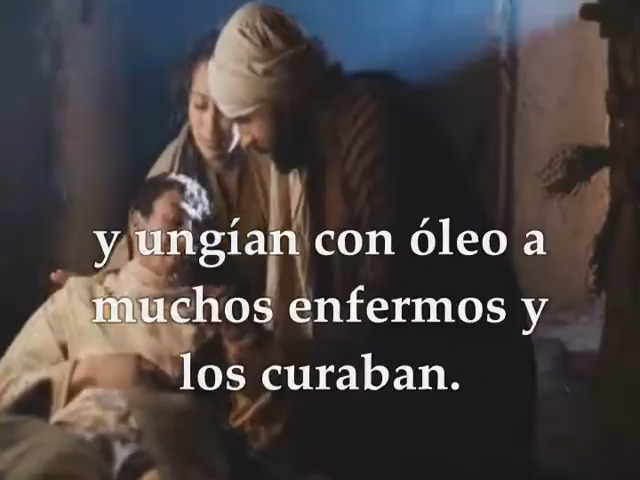 y ungían con óleo a
muchos enfermos y
los curaban.